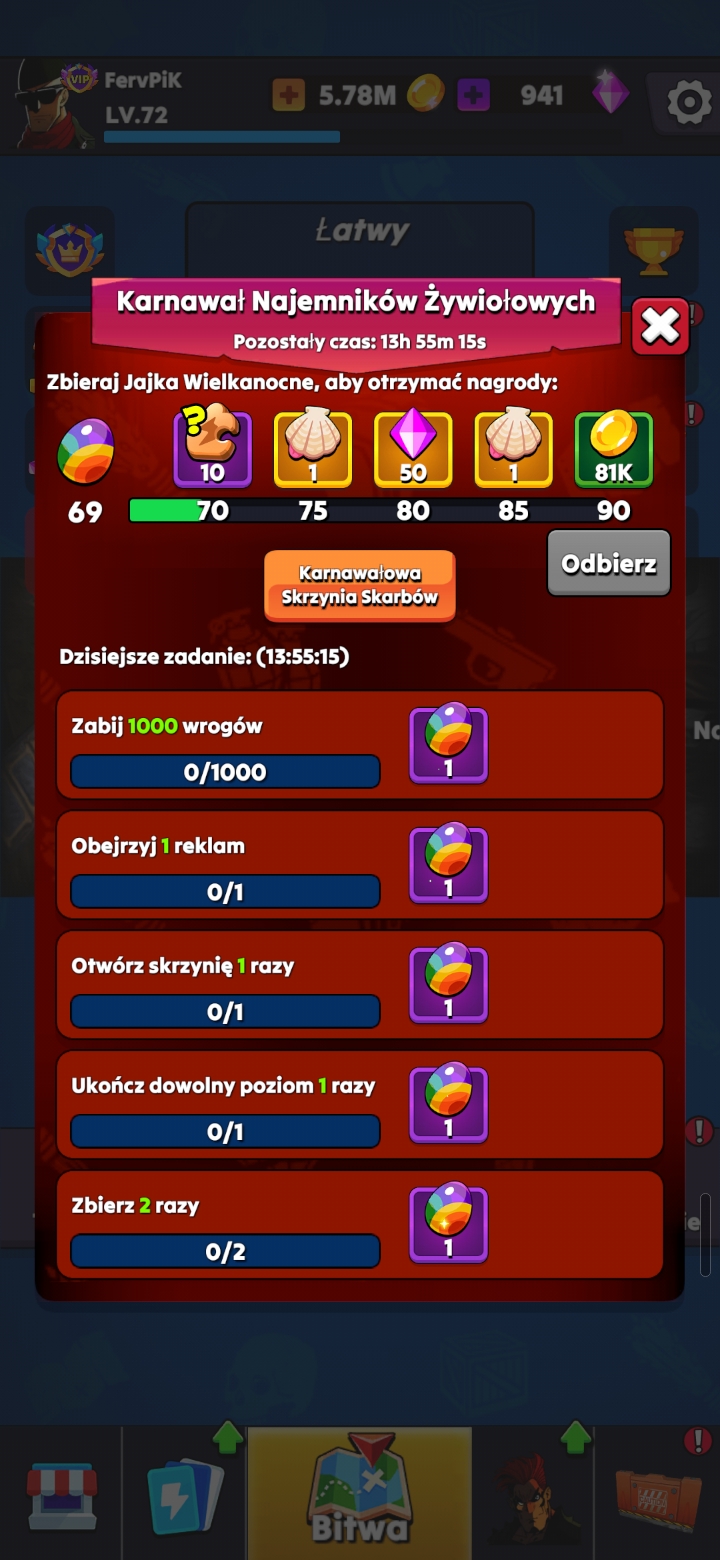 VIP
FervPiK
LV.72
5.78M
941
Łatwy
Karnawał Najemników Żywiołowych
Pozostały czas: 13h 55m 15s
Zbieraj Jajka Wielkanocne, aby otrzymać nagrody:
?
10
1
50
1
81K
69
70
75
80
85
90
Odbierz
Karnawałowa
Skrzynia Skarbów
Dzisiejsze zadanie: (13:55:15)
Zabij 1000 wrogów
0/1000
1
Obejrzyj 1 reklam
0/1
1
Otwórz skrzynię 1 razy
0/1
1
Ukończ dowolny poziom 1 razy
0/1
1
Zbierz 2 razy
0/2
1
Bitwa